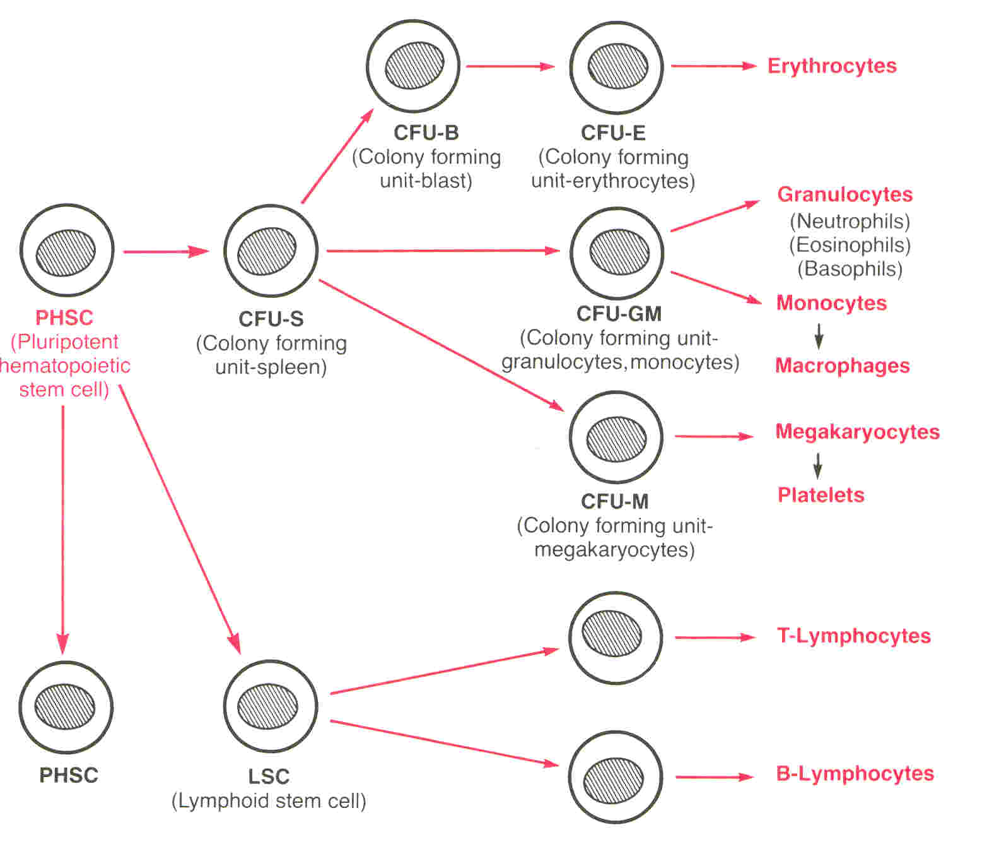 Erythrocytes
CFU-B
(Colony forming
unit-blast)
CFU-E
(Colony forming
unit-erythrocytes)
Granulocytes
(Neutrophils)
(Eosinophils)
(Basophils)
PHSC
(Pluripotent
hematopoietic
stem cell)
CFU-S
(Colony forming
unit-spleen)
CFU-GM
(Colony forming unit-
granulocytes, monocytes)
Monocytes
Macrophages
Megakaryocytes
Platelets
CFU-M
(Colony forming unit-
megakaryocytes)
T-Lymphocytes
PHSC
LSC
(Lymphoid stem cell)
B-Lymphocytes